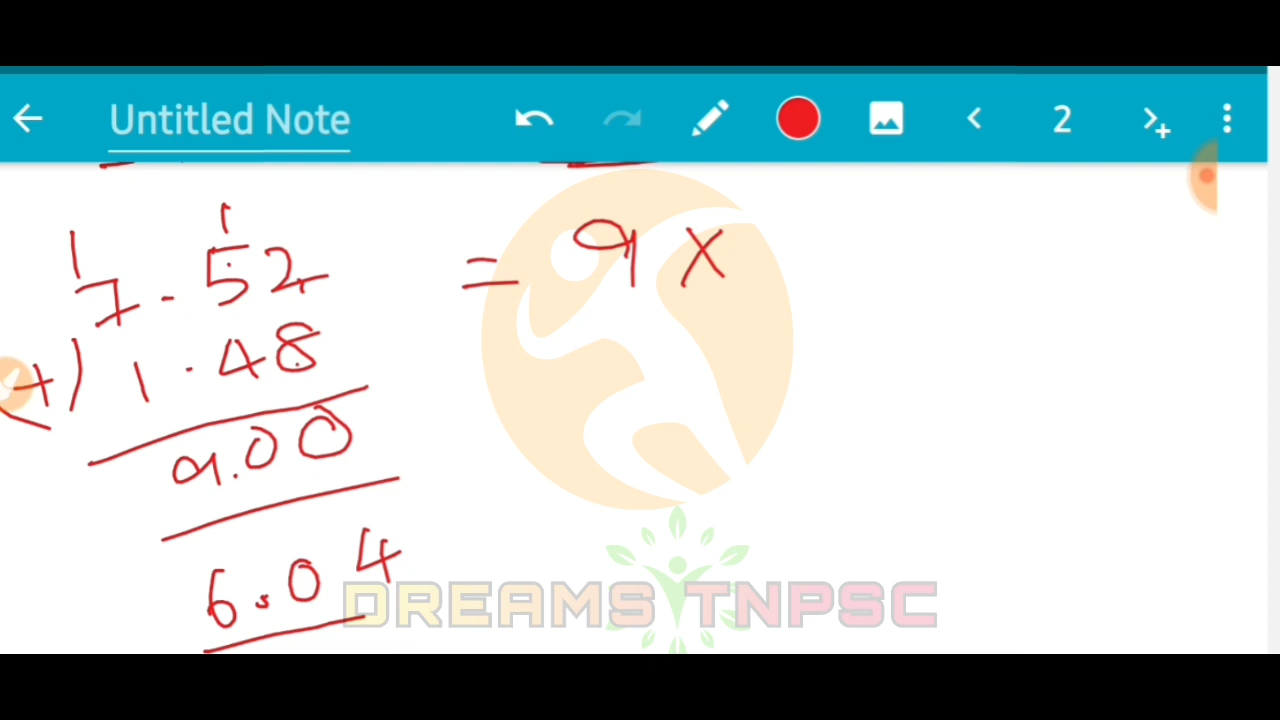 Untitled Note
2
1 1
7.52 = 9 X
(+) 1.48
9.00
6.04
DREAMS TNPSC